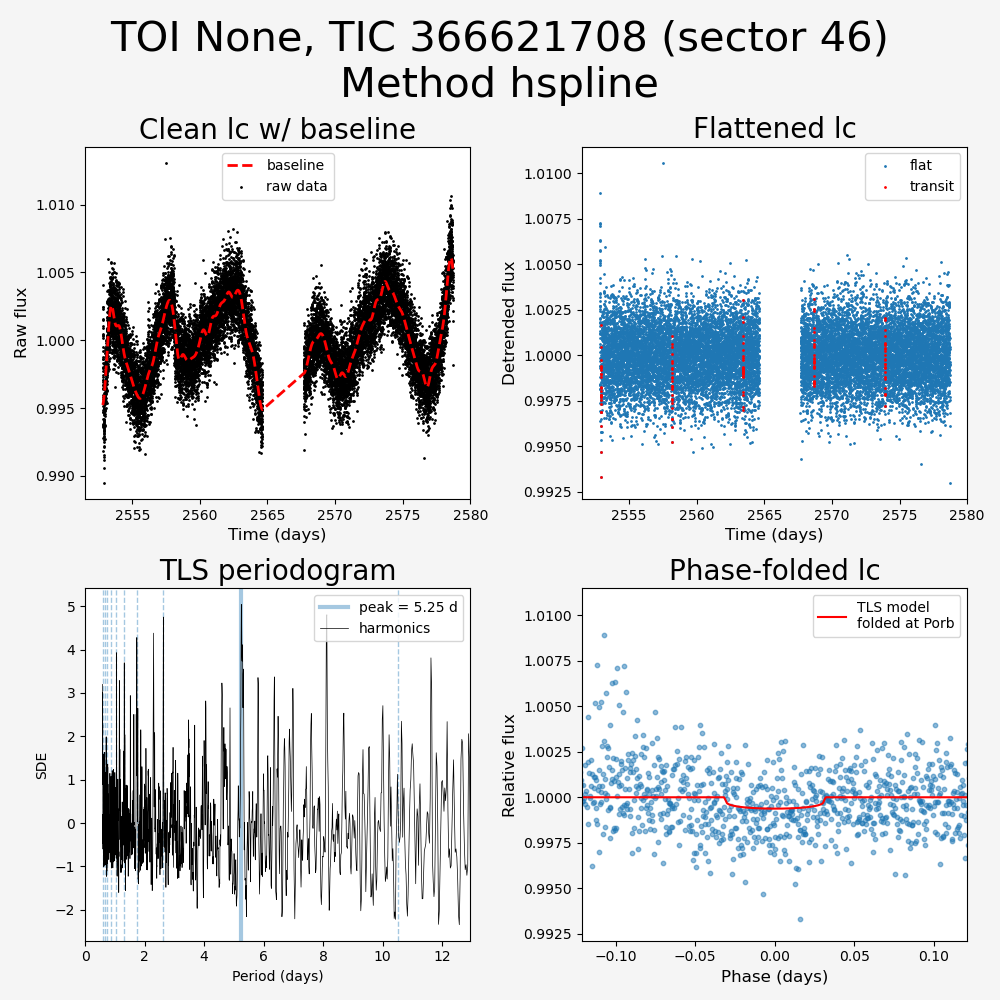 TOI None, TIC 366621708 (sector 46)
Method hspline
Clean lc w/ baseline
baseline
raw data
1.010
1.005
1.000
0.995
0.990
Raw flux
2555 2560 2565 2570 2575 2580
Time (days)
Flattened lc
flat
transit
1.0100
1.0075
1.0050
1.0025
1.0000
0.9975
0.9950
0.9925
Detrended flux
2555 2560 2565 2570 2575 2580
Time (days)
TLS periodogram
peak = 5.25 d
harmonics
5
4
3
2
1
0
−1
−2
SDE
0 2 4 6 8 10 12
Period (days)
Phase-folded lc
TLS model
folded at Porb
1.0100
1.0075
1.0050
1.0025
1.0000
0.9975
0.9950
0.9925
Relative flux
−0.10 −0.05 0.00 0.05 0.10
Phase (days)